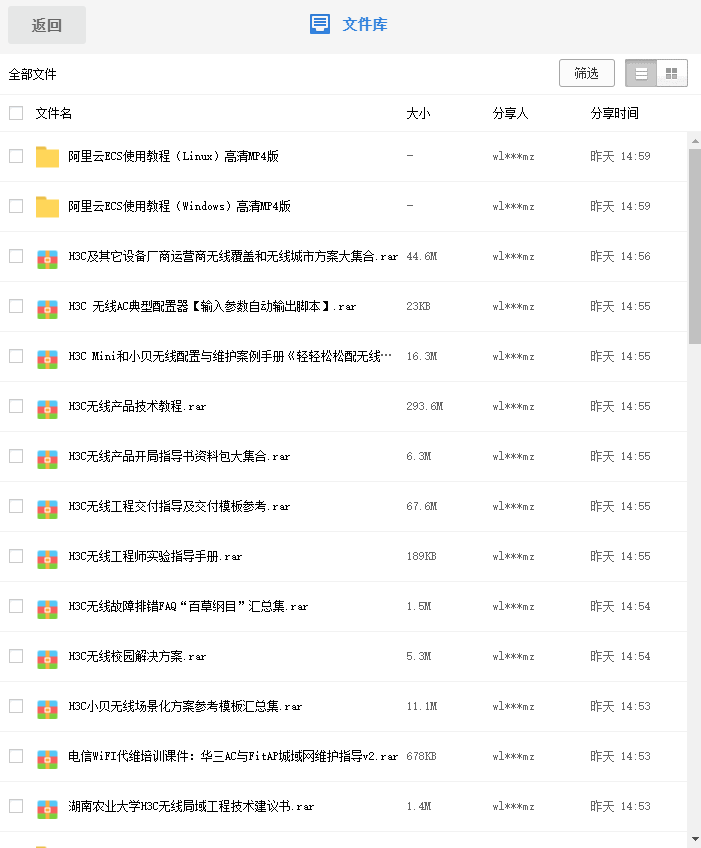 返回
文件库
全部文件
筛选
文件名 大小 分享人 分享时间
阿里云ECS使用教程（Linux）高清MP4版 - wl***mz 昨天 14:59
阿里云ECS使用教程（Windows）高清MP4版 - wl***mz 昨天 14:59
H3C及其它设备厂商运营商无线覆盖和无线城市方案大集合.rar 44.6M wl***mz 昨天 14:56
H3C 无线AC典型配置器【输入参数自动输出脚本】.rar 23KB wl***mz 昨天 14:55
H3C Mini和小贝无线配置与维护案例手册《轻轻松松配无线… 16.3M wl***mz 昨天 14:55
H3C无线产品技术教程.rar 293.6M wl***mz 昨天 14:55
H3C无线产品开局指导书资料包大集合.rar 6.3M wl***mz 昨天 14:55
H3C无线工程交付指导及交付模板参考.rar 67.6M wl***mz 昨天 14:55
H3C无线工程师实验指导手册.rar 189KB wl***mz 昨天 14:55
H3C无线故障排错FAQ“百草纲目”汇总集.rar 1.5M wl***mz 昨天 14:54
H3C无线校园解决方案.rar 5.3M wl***mz 昨天 14:54
H3C小贝无线场景化方案参考模板汇总集.rar 11.1M wl***mz 昨天 14:53
电信WiFI代维培训课件：华三AC与FitAP城域网维护指导v2.rar 678KB wl***mz 昨天 14:53
湖南农业大学H3C无线局域工程技术建议书.rar 1.4M wl***mz 昨天 14:53